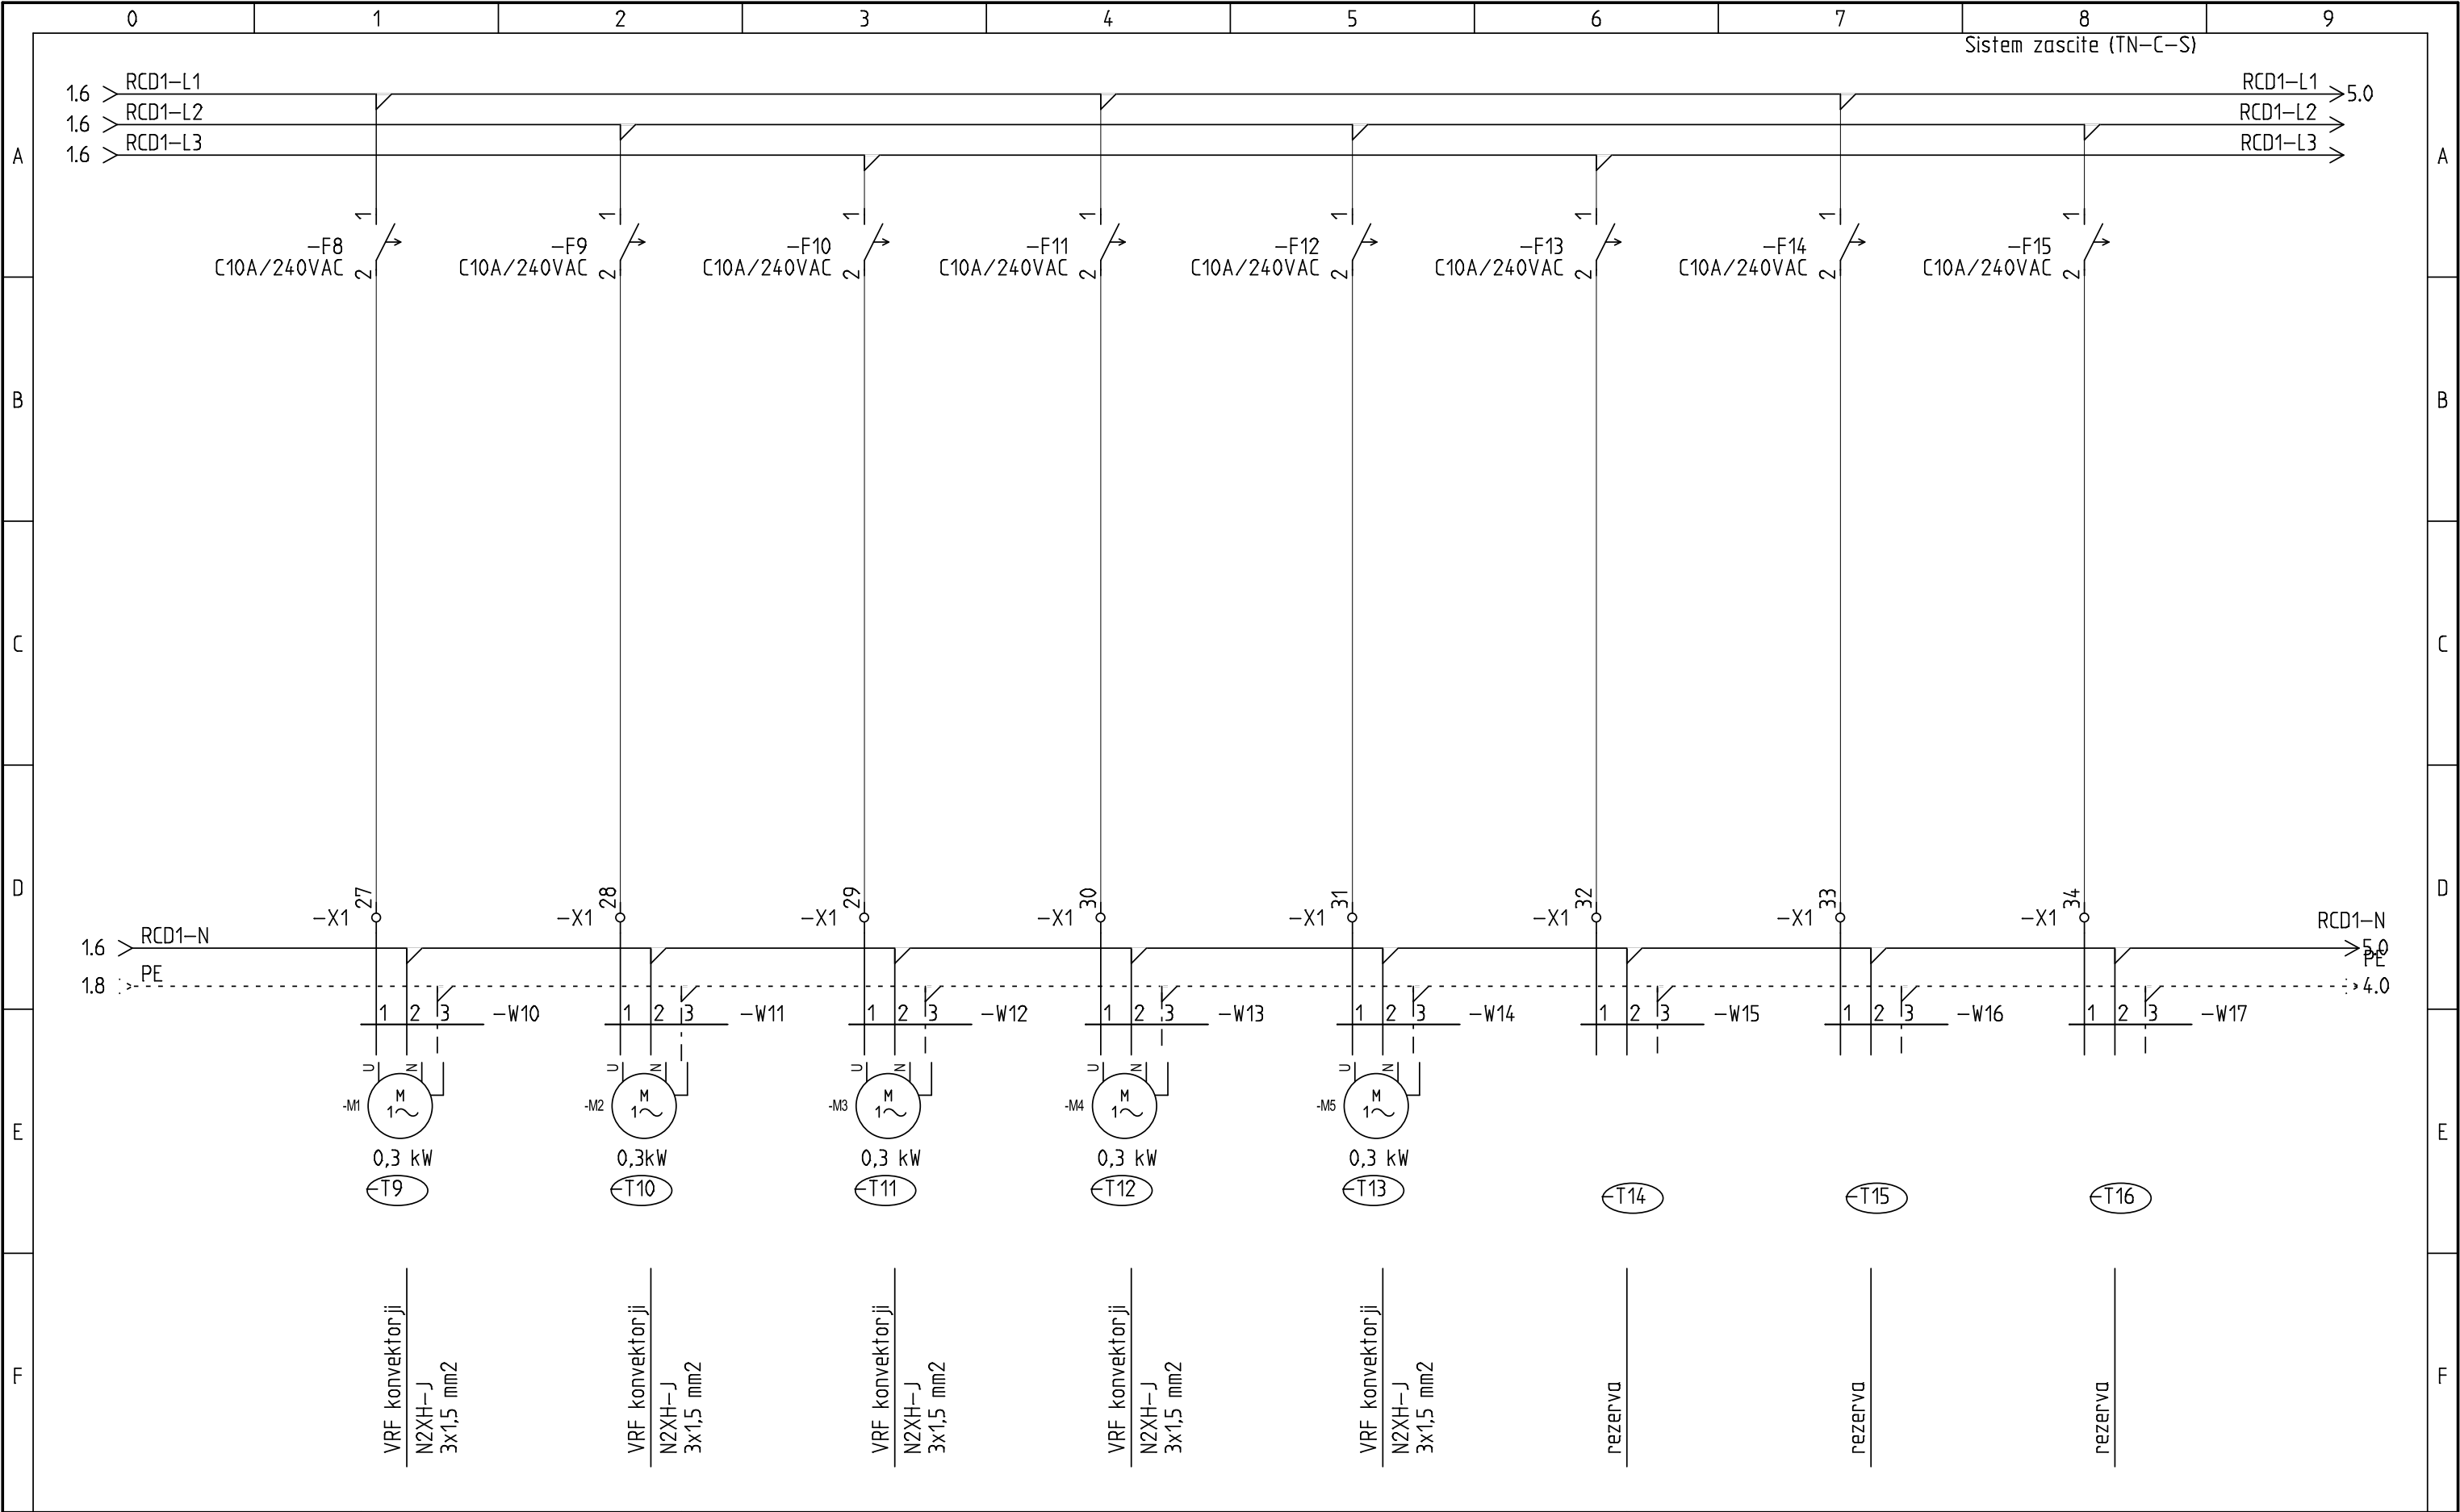 0 1 2 3 4 5 6 7 8 9
Sistem zascite (TN-C-S)
1.6 RCD1-L1 RCD1-L1 5.0
1.6 RCD1-L2 RCD1-L2
1.6 RCD1-L3 RCD1-L3
A A
1 1 1 1 1 1 1 1
-F8 -F9 -F10 -F11 -F12 -F13 -F14 -F15
C10A/240VAC C10A/240VAC C10A/240VAC C10A/240VAC C10A/240VAC C10A/240VAC C10A/240VAC C10A/240VAC
2 2 2 2 2 2 2 2
B B
C C
D D
27 28 29 30 31 32 33 34
-X1 -X1 -X1 -X1 -X1 -X1 -X1 -X1
1.6 RCD1-N RCD1-N 5.0
1.8 PE PE 4.0
1 2 3 -W10 1 2 3 -W11 1 2 3 -W12 1 2 3 -W13 1 2 3 -W14 1 2 3 -W15 1 2 3 -W16 1 2 3 -W17
U N U N U N U N U N
M M M M M
-M1 1 -M2 1 -M3 1 -M4 1 -M5 1
E E
0,3 kW 0,3kW 0,3 kW 0,3 kW 0,3 kW
-T9 -T10 -T11 -T12 -T13 -T14 -T15 -T16
F F
VRF konvektorji
N2XH-J
3x1,5 mm2
VRF konvektorji
N2XH-J
3x1,5 mm2
VRF konvektorji
N2XH-J
3x1,5 mm2
VRF konvektorji
N2XH-J
3x1,5 mm2
VRF konvektorji
N2XH-J
3x1,5 mm2
rezerva
rezerva
rezerva